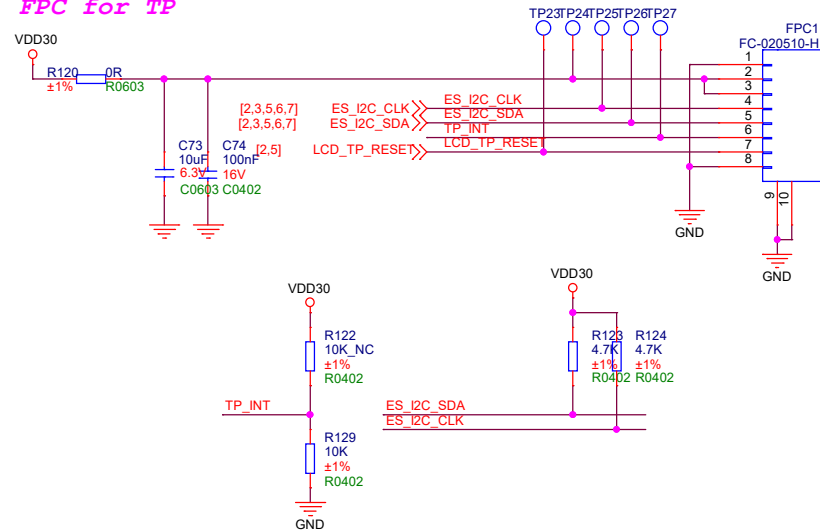 FPC for TP
TP23 TP24 TP25 TP26 TP27
FPC1
FC-020510-H
VDD30
R120 0R
±1% R0603
1
2
3
[2,3,5,6,7] ES_I2C_CLK ES_I2C_CLK 4
[2,3,5,6,7] ES_I2C_SDA ES_I2C_SDA 5
TP_INT 6
[2,5] LCD_TP_RESET LCD_TP_RESET 7
8
C73 C74
10uF 100nF
6.3V 16V
C0603 C0402
9 10
GND
GND
VDD30 VDD30
R122
10K_NC
±1%
R0402
R123 R124
4.7K 4.7K
±1% ±1%
R0402 R0402
TP_INT
ES_I2C_SDA
ES_I2C_CLK
R129
10K
±1%
R0402
GND